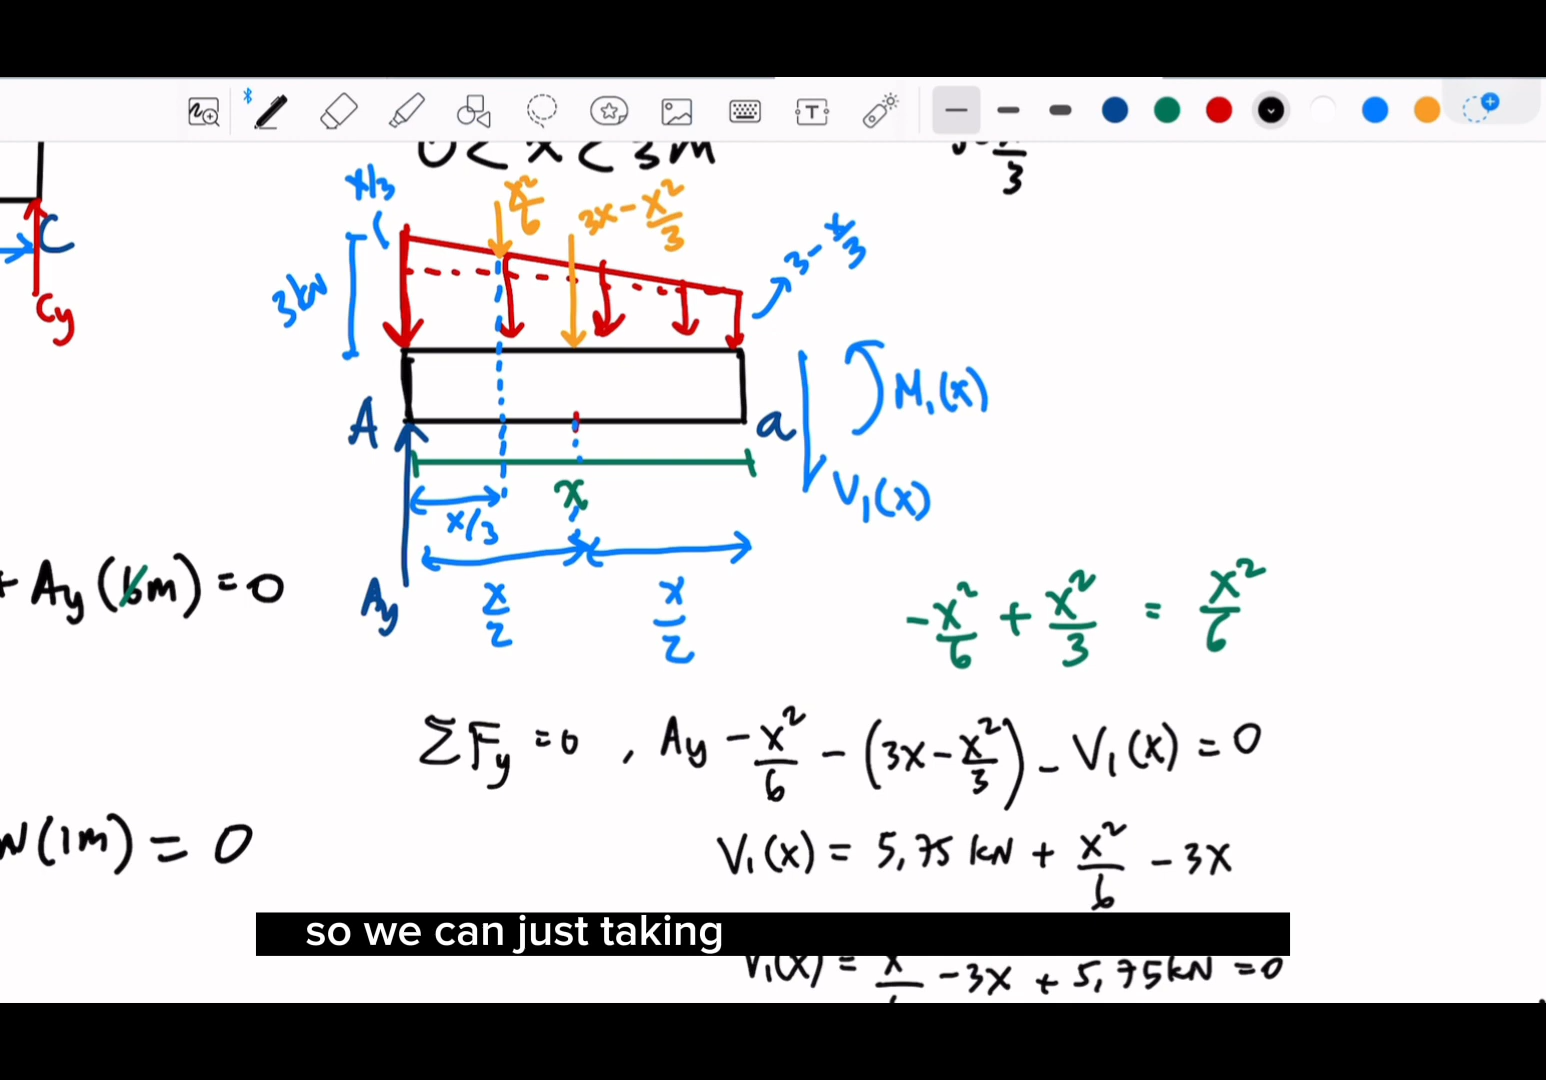 0 < x < 3m
3
x/3
x²/6
3x - x²/3
3 - x/3
C
3kN
Cy
M₁(x)
A
a
V₁(x)
x
x/3
+ Ay (6m) = 0
Ay
x/2
x/2
-x²/6 + x²/3 = x²/6
ΣFy = 0 , Ay - x²/6 - (3x - x²/3) - V₁(x) = 0
(1m) = 0
V₁(x) = 5,75 kN + x²/6 - 3x
so we can just taking
V₁(x) = x - 3x + 5,75kN = 0